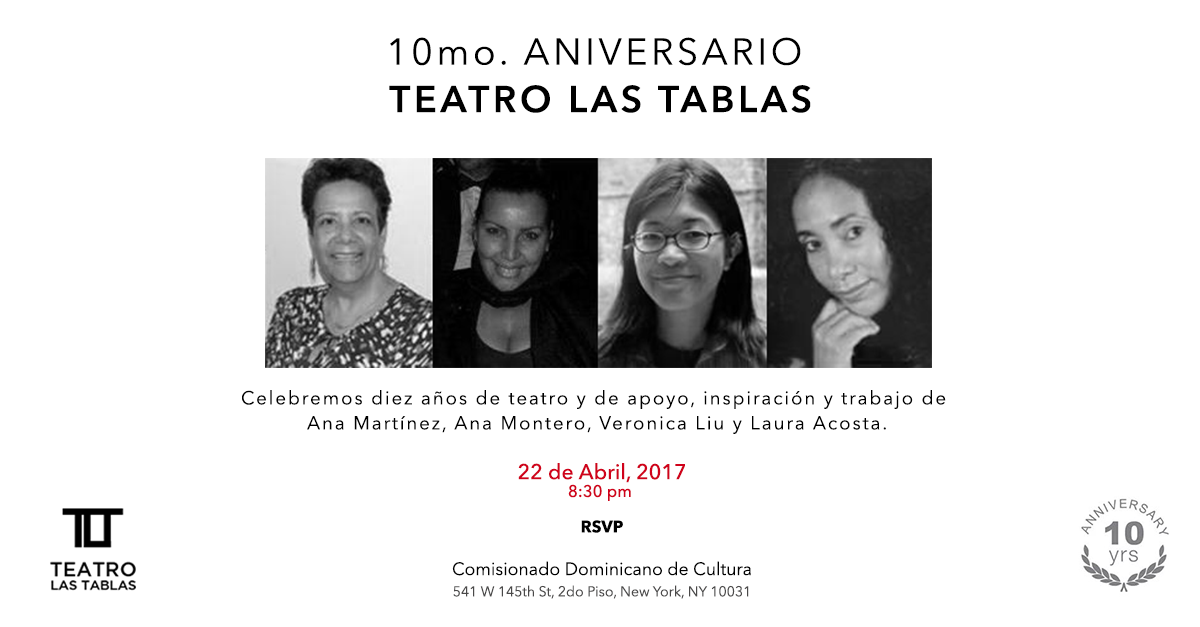 10mo. ANIVERSARIO
TEATRO LAS TABLAS
Celebremos diez años de teatro y de apoyo, inspiración y trabajo de
Ana Martínez, Ana Montero, Veronica Liu y Laura Acosta.
22 de Abril, 2017
8:30 pm
RSVP
Comisionado Dominicano de Cultura
541 W 145th St, 2do Piso, New York, NY 10031
TLT
TEATRO
LAS TABLAS
ANNIVERSARY
10
yrs